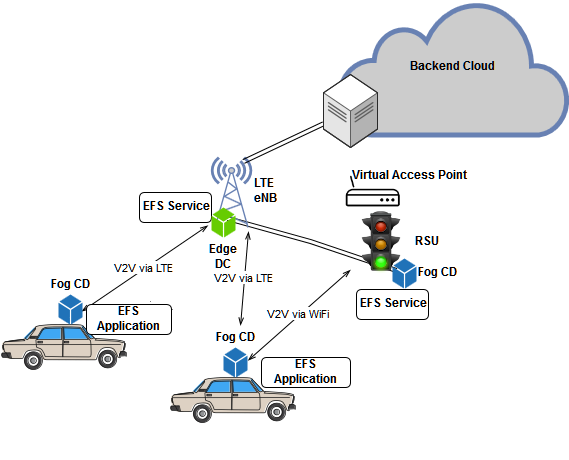 Backend Cloud
Virtual Access Point
LTE
eNB
EFS Service
RSU
Edge
DC
Fog CD
V2V via LTE
V2V via LTE
Fog CD
EFS Service
EFS
Application
V2V via WiFi
Fog CD
EFS
Application